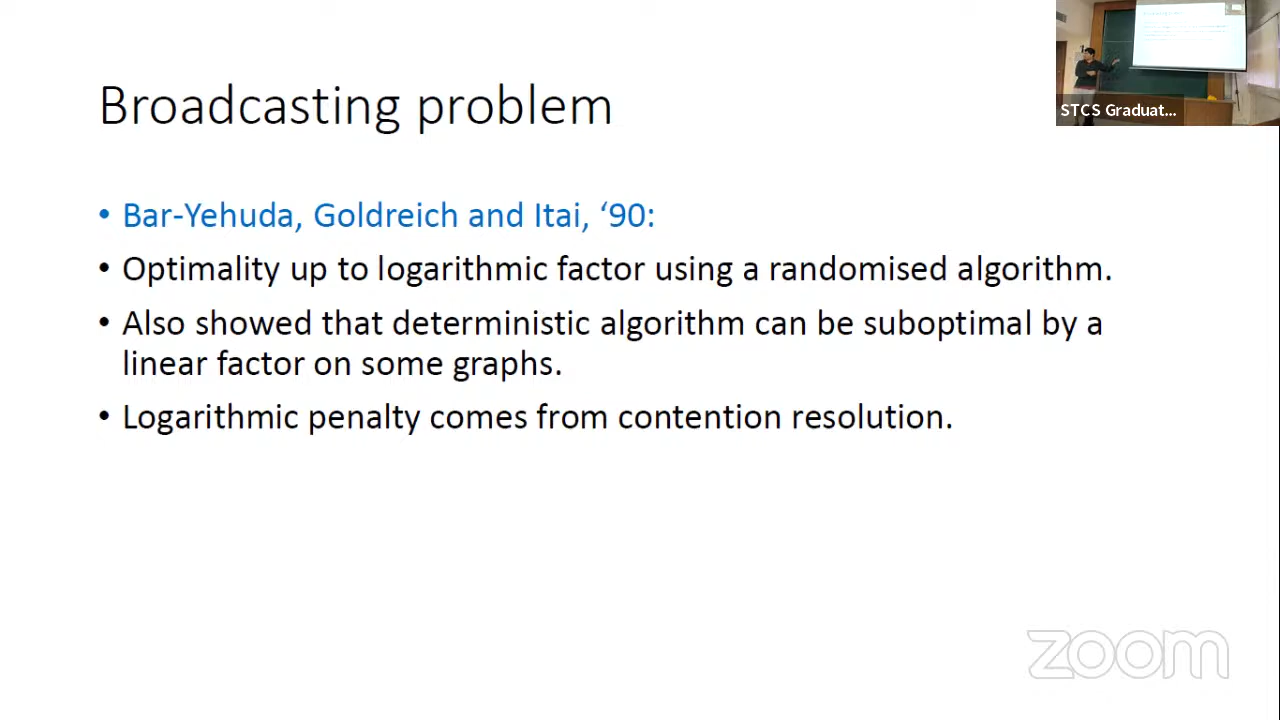 Broadcasting problem
• Bar-Yehuda, Goldreich and Itai, ‘90:
• Optimality up to logarithmic factor using a randomised algorithm.
• Also showed that deterministic algorithm can be suboptimal by a
linear factor on some graphs.
• Logarithmic penalty comes from contention resolution.
STCS Graduat...
zoom